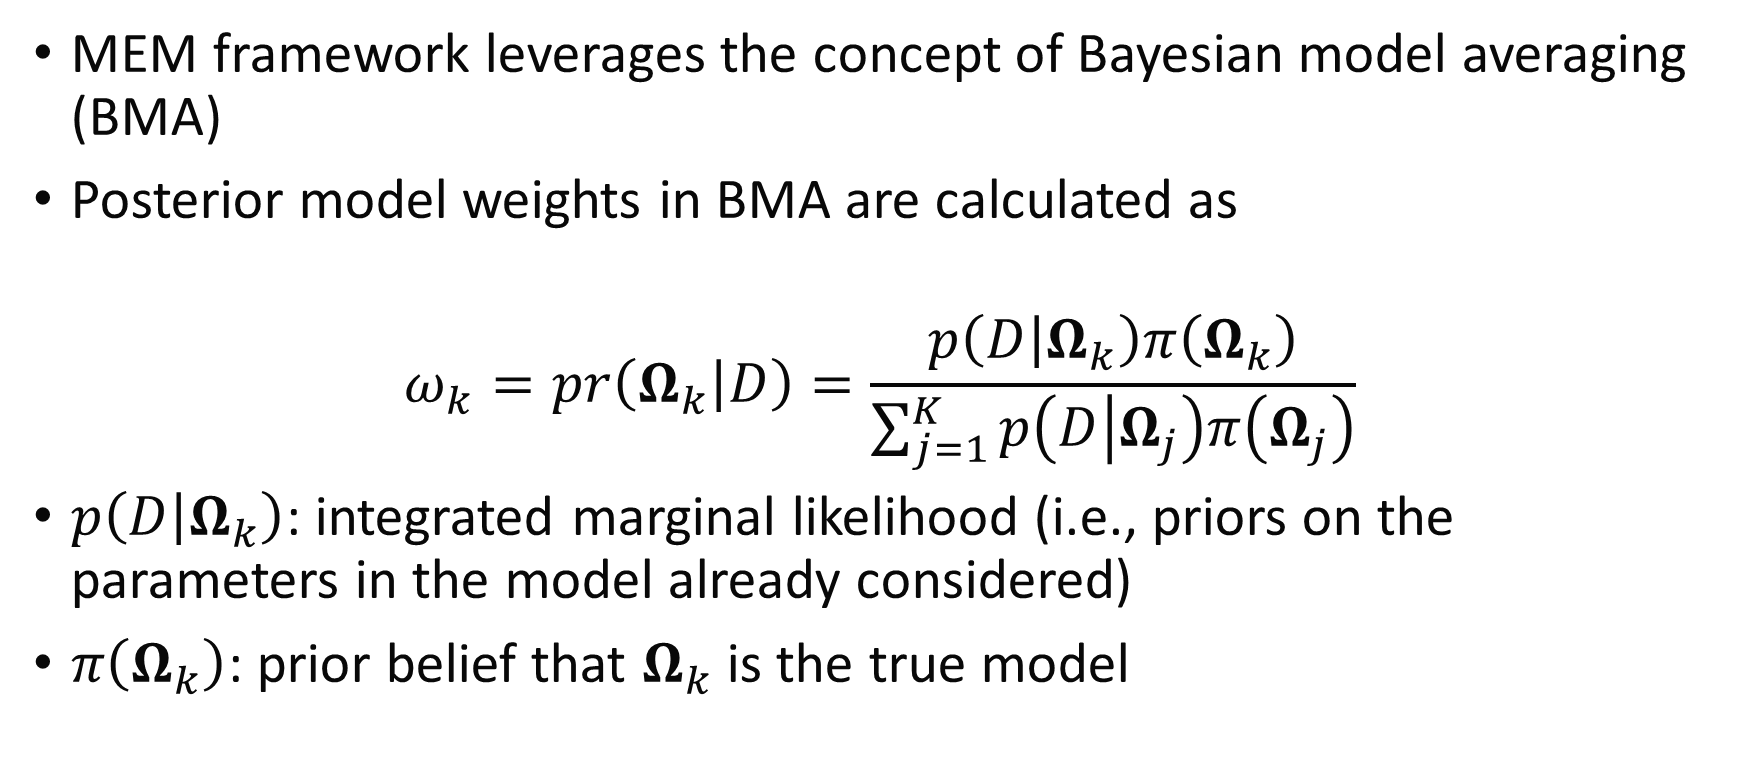 • MEM framework leverages the concept of Bayesian model averaging
(BMA)
• Posterior model weights in BMA are calculated as
ω_k = pr(Ω_k|D) = p(D|Ω_k)π(Ω_k) / ∑_{j=1}^{K} p(D|Ω_j)π(Ω_j)
• p(D|Ω_k): integrated marginal likelihood (i.e., priors on the
parameters in the model already considered)
• π(Ω_k): prior belief that Ω_k is the true model